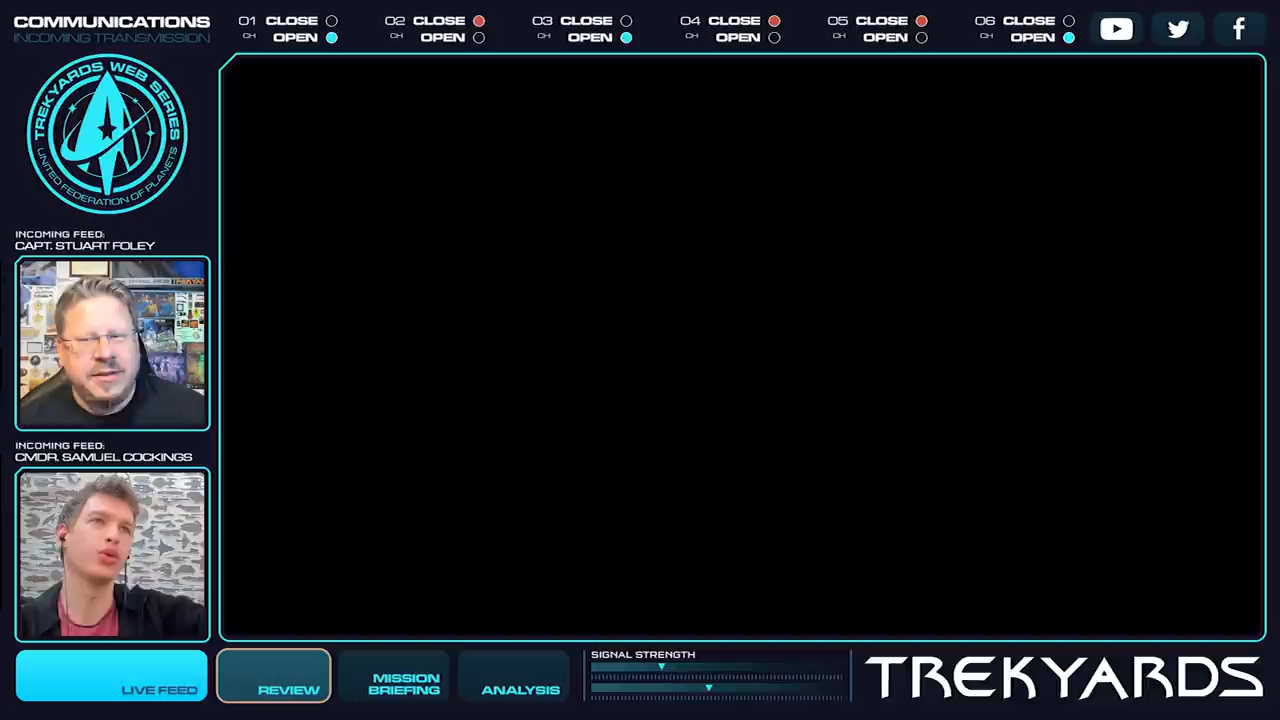 COMMUNICATIONS
INCOMING TRANSMISSION
01 CLOSE
CH OPEN
02 CLOSE
CH OPEN
03 CLOSE
CH OPEN
04 CLOSE
CH OPEN
05 CLOSE
CH OPEN
06 CLOSE
CH OPEN
TREKYARDS WEB SERIES
UNITED FEDERATION OF PLANETS
INCOMING FEED:
CAPT. STUART FOLEY
INCOMING FEED:
CMDR. SAMUEL COCKINGS
LIVE FEED
REVIEW
MISSION
BRIEFING
ANALYSIS
SIGNAL STRENGTH
TREKYARDS